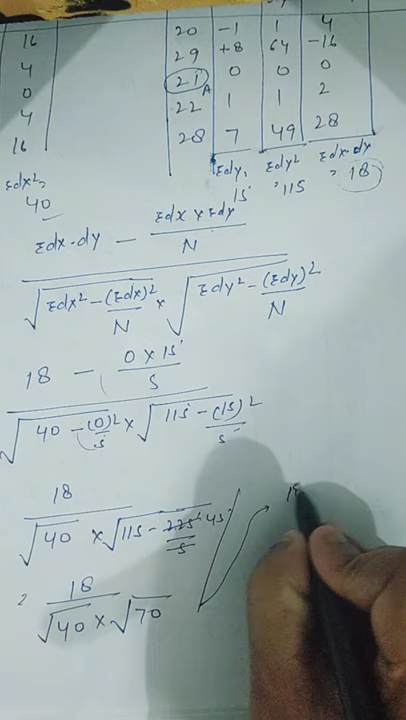 20 -1 1 4
16 29 +8 64 -16
4 21 A 0 0 0
0 22 1 1 2
4 28 7 49 28
16
Σdx² = 40 Σdy = 15 Σdy² = 115 Σdx·dy = 18
Σdx·dy - Σdx × Σdy / N
√Σdx² - (Σdx)² / N × √Σdy² - (Σdy)² / N
18 - 0 × 15 / 5
√40 - (0)² / 5 × √115 - (15)² / 5
18
√40 × √115 - 225 / 5 45
18
√40 × √70